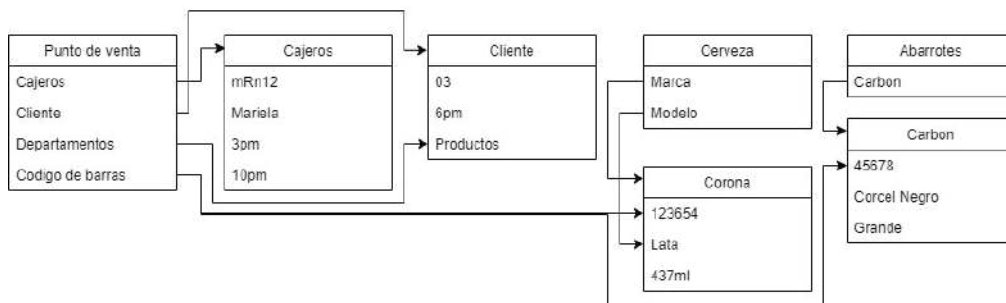 Punto de venta
Cajeros
Cliente
Departamentos
Codigo de barras
Cajeros
mRn12
Mariela
3pm
10pm
Cliente
03
6pm
Productos
Cerveza
Marca
Modelo
Corona
123654
Lata
437ml
Abarrotes
Carbon
Carbon
45678
Corcel Negro
Grande